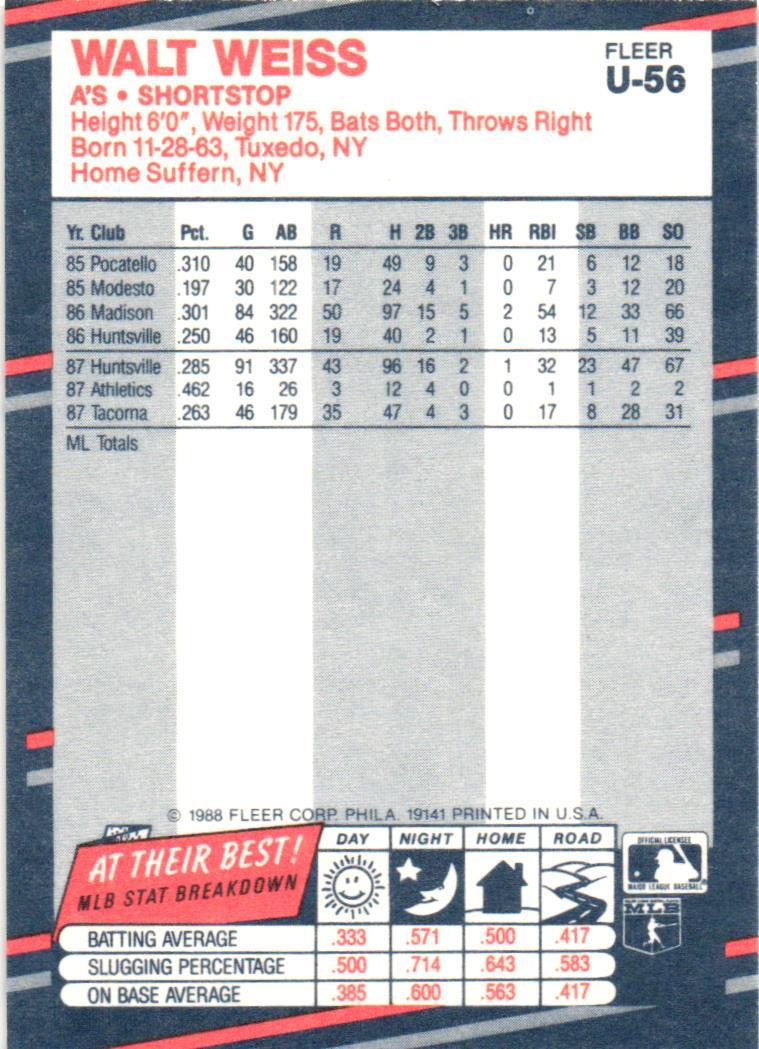 WALT WEISS
FLEER
U-56
A'S • SHORTSTOP
Height 6'0", Weight 175, Bats Both, Throws Right
Born 11-28-63, Tuxedo, NY
Home Suffern, NY
Yr. Club Pct. G AB R H 2B 3B HR RBI SB BB SO
85 Pocatello .310 40 158 19 49 9 3 0 21 6 12 18
85 Modesto .197 30 122 17 24 4 1 0 7 3 12 20
86 Madison .301 84 322 50 97 15 5 2 54 12 33 66
86 Huntsville .250 46 160 19 40 2 1 0 13 5 11 39
87 Huntsville .285 91 337 43 96 16 2 1 32 23 47 67
87 Athletics .462 16 26 3 12 4 0 0 1 1 2 2
87 Tacoma .263 46 179 35 47 4 3 0 17 8 28 31
ML Totals
© 1988 FLEER CORP. PHILA. 19141 PRINTED IN U.S.A.
AT THEIR BEST!
MLB STAT BREAKDOWN
DAY NIGHT HOME ROAD
BATTING AVERAGE .333 .571 .500 .417
SLUGGING PERCENTAGE .500 .714 .643 .583
ON BASE AVERAGE .385 .600 .563 .417
OFFICIAL LICENSEE
MAJOR LEAGUE BASEBALL
MLB